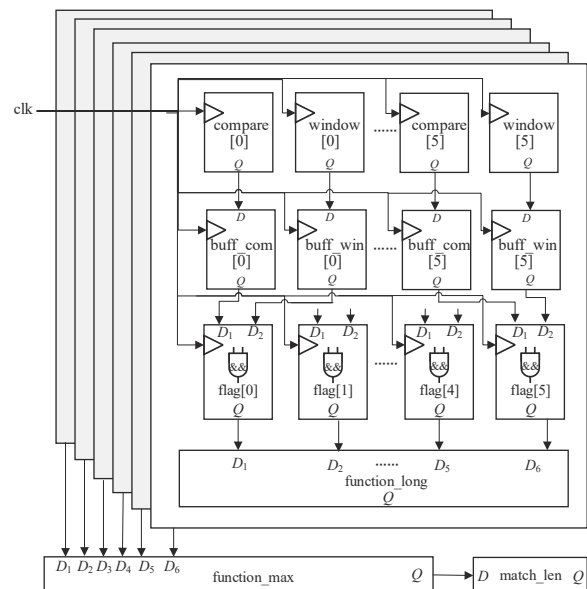 clk
compare window ...... compare window
[0] [0] [5] [5]
Q Q Q Q
D D D D
buff_com buff_win ...... buff_com buff_win
[0] [0] [5] [5]
Q Q Q Q
D1 D2 D1 D2 D1 D2 D1 D2
&& && ...... && &&
flag[0] flag[1] flag[4] flag[5]
Q Q Q Q
D1 D2 ...... D5 D6
function_long
Q
D1 D2 D3 D4 D5 D6
function_max Q D match_len Q